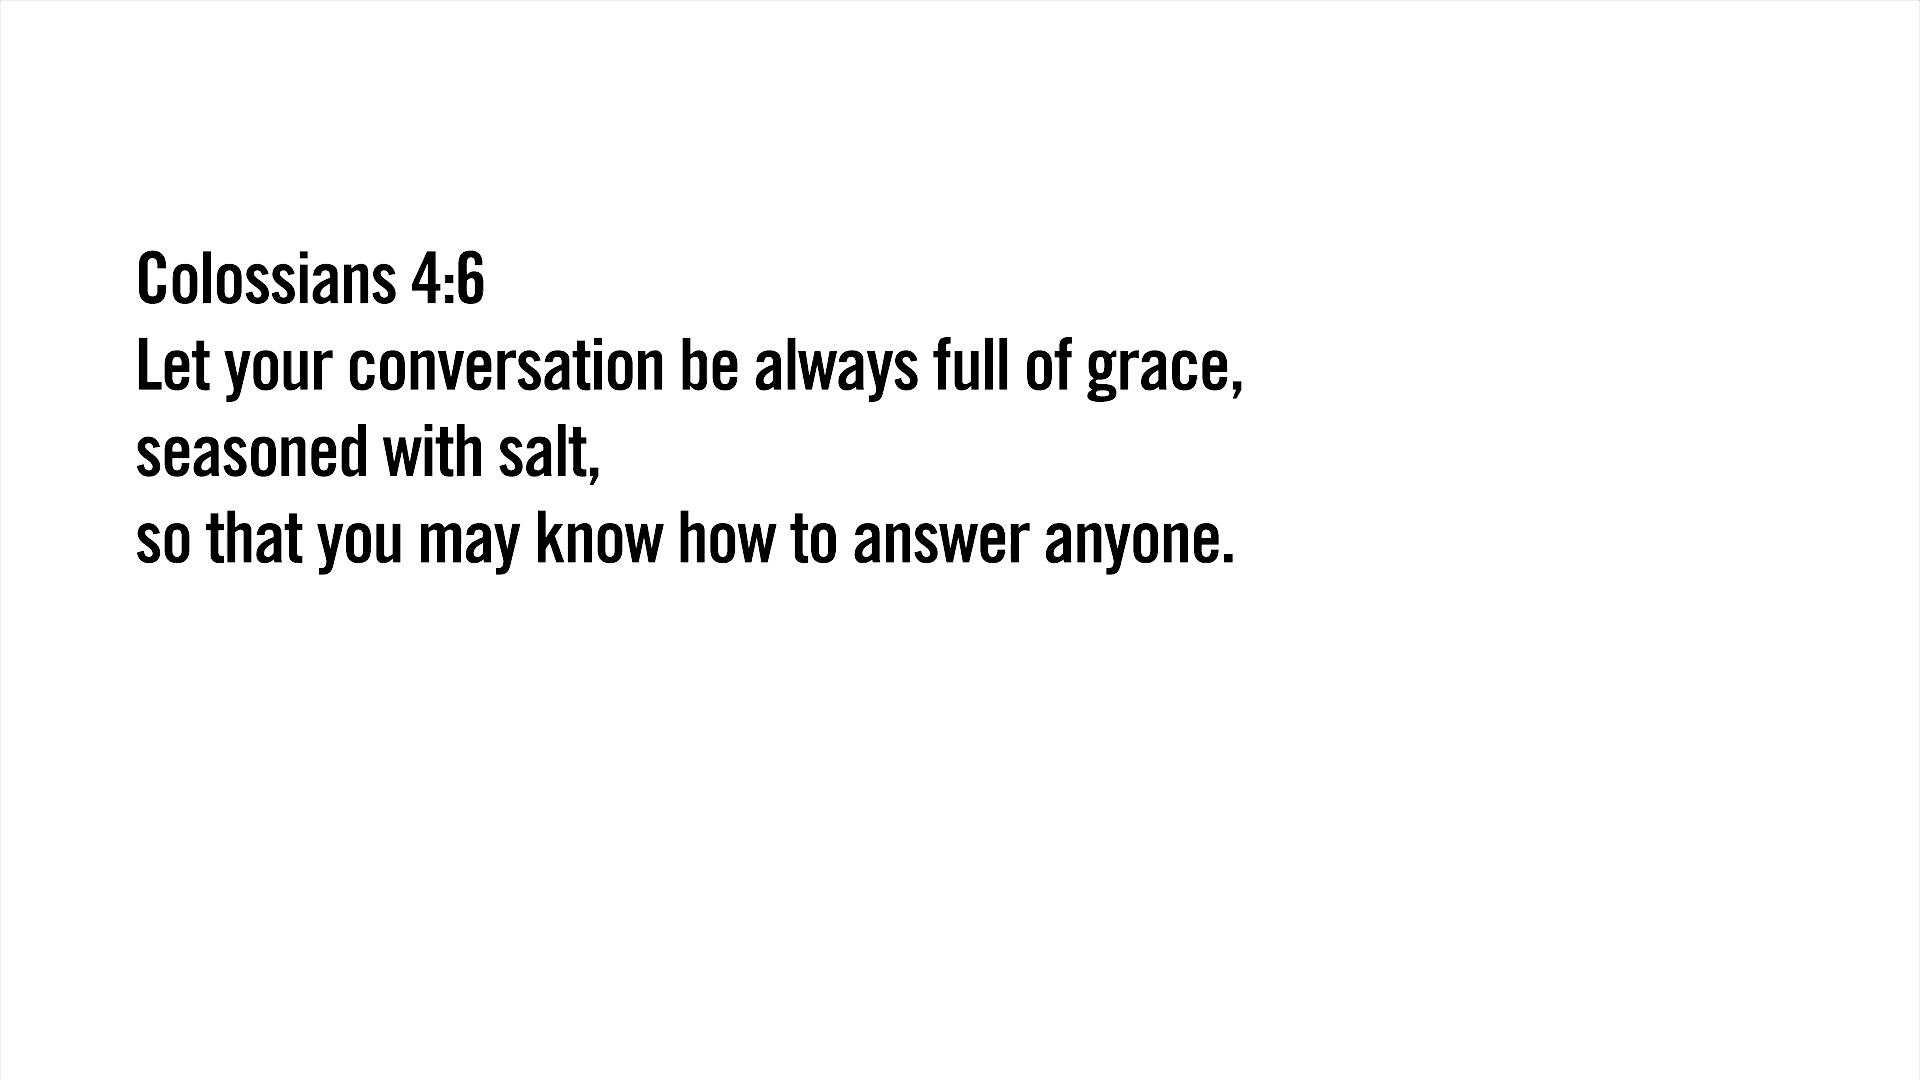 Colossians 4:6
Let your conversation be always full of grace,
seasoned with salt,
so that you may know how to answer anyone.